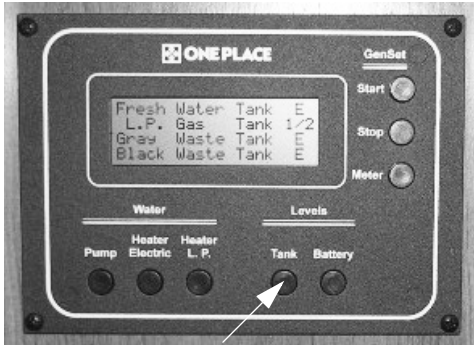 ONE PLACE
GenSet
Start
Fresh Water Tank E
L.P. Gas Tank 1/2
Gray Waste Tank E
Black Waste Tank E
Stop
Meter
Water
Levels
Pump
Heater Electric
Heater L. P.
Tank
Battery